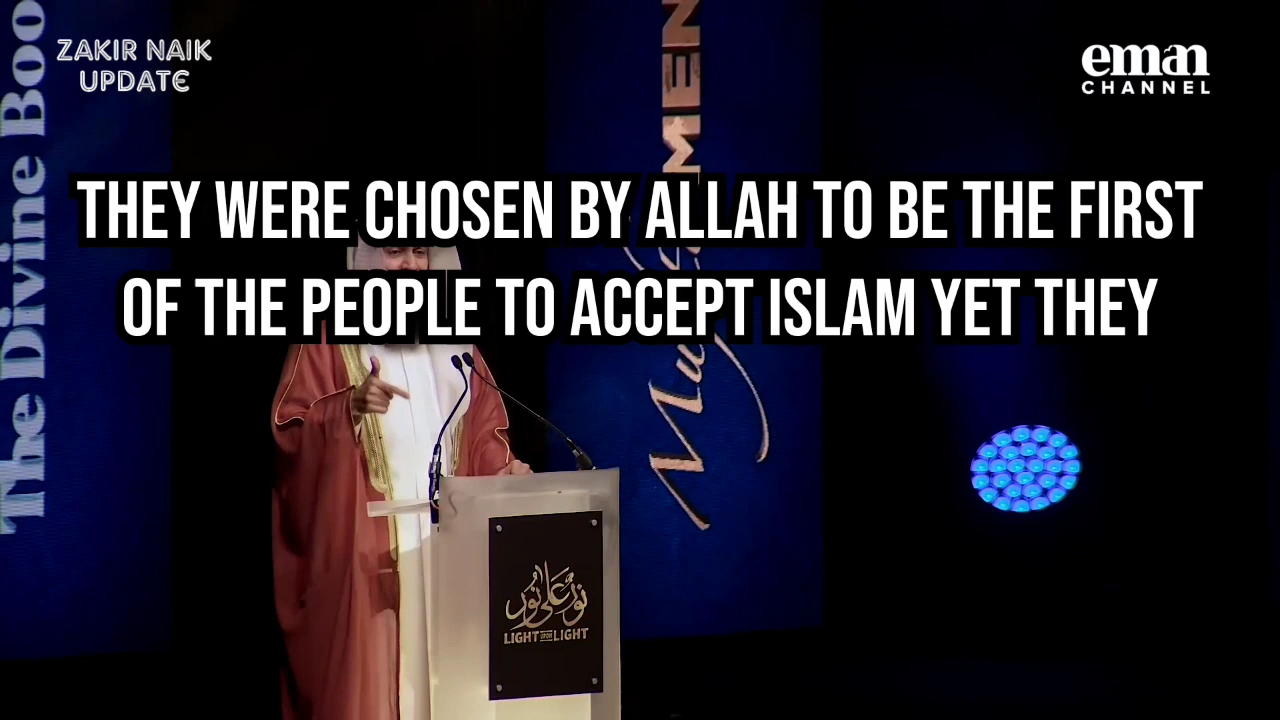 ZAKIR NAIK
UPDATE
eman
CHANNEL
The Divine Boo
MEN
THEY WERE CHOSEN BY ALLAH TO BE THE FIRST
OF THE PEOPLE TO ACCEPT ISLAM YET THEY
نور على نور
LIGHT UPON LIGHT